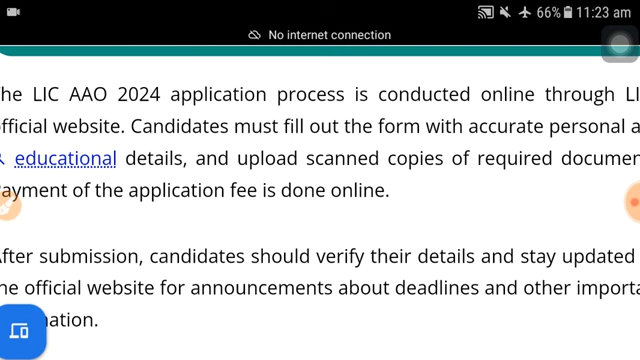 66% 11:23 am
No internet connection
The LIC AAO 2024 application process is conducted online through LI
official website. Candidates must fill out the form with accurate personal a
educational details, and upload scanned copies of required documen
ayment of the application fee is done online.
After submission, candidates should verify their details and stay updated
he official website for announcements about deadlines and other importa
mation.